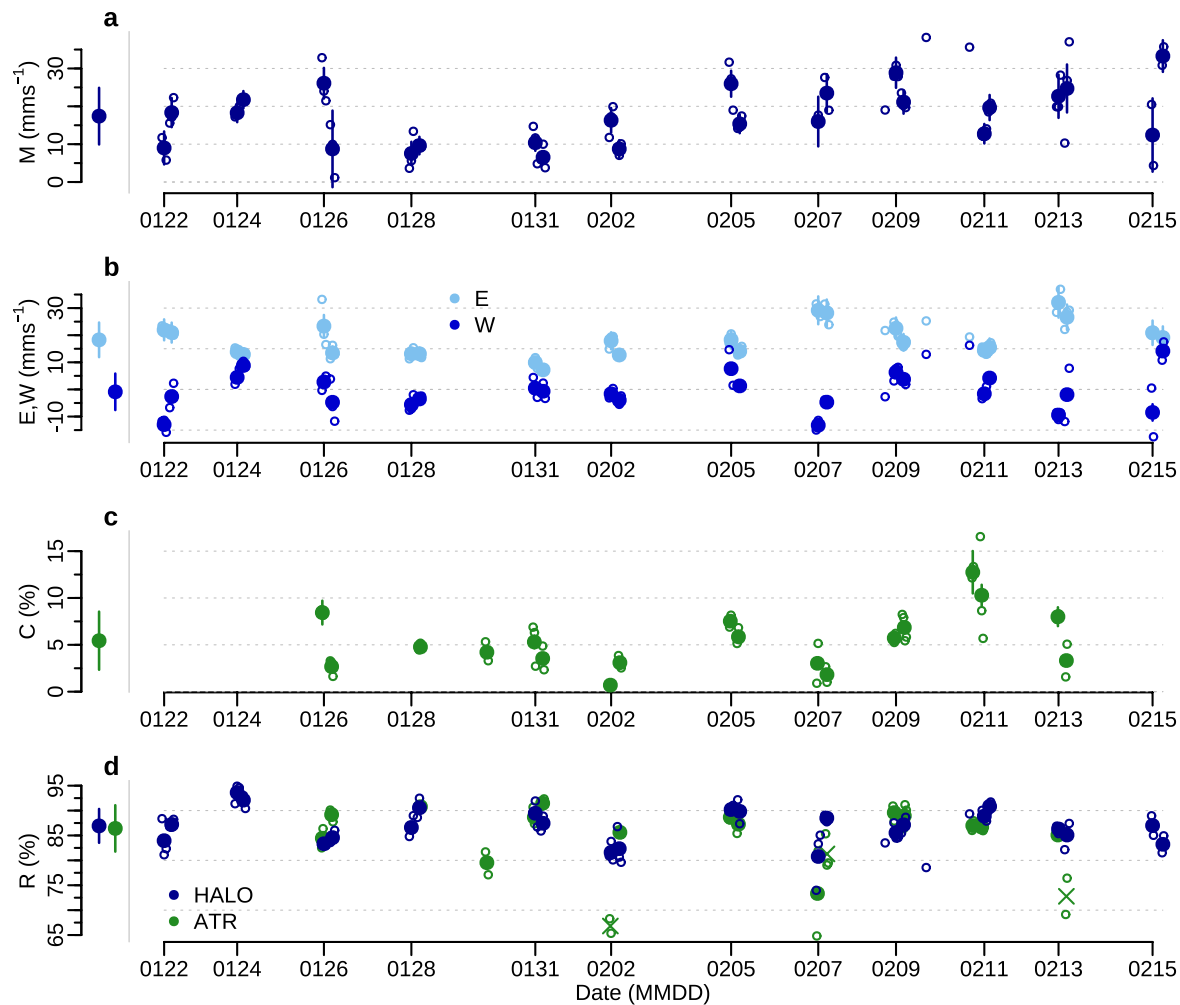 a
M (mms⁻¹)
0 10 30
0122 0124 0126 0128 0131 0202 0205 0207 0209 0211 0213 0215
b
E,W (mms⁻¹)
-10 10 30
E
W
0122 0124 0126 0128 0131 0202 0205 0207 0209 0211 0213 0215
c
C (%)
0 5 10 15
0122 0124 0126 0128 0131 0202 0205 0207 0209 0211 0213 0215
d
R (%)
65 75 85 95
HALO
ATR
0122 0124 0126 0128 0131 0202 0205 0207 0209 0211 0213 0215
Date (MMDD)